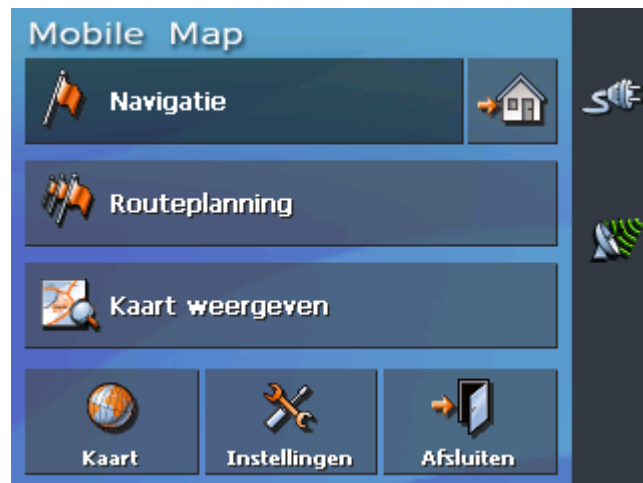 Mobile Map
Navigatie
Routeplanning
Kaart weergeven
Kaart
Instellingen
Afsluiten